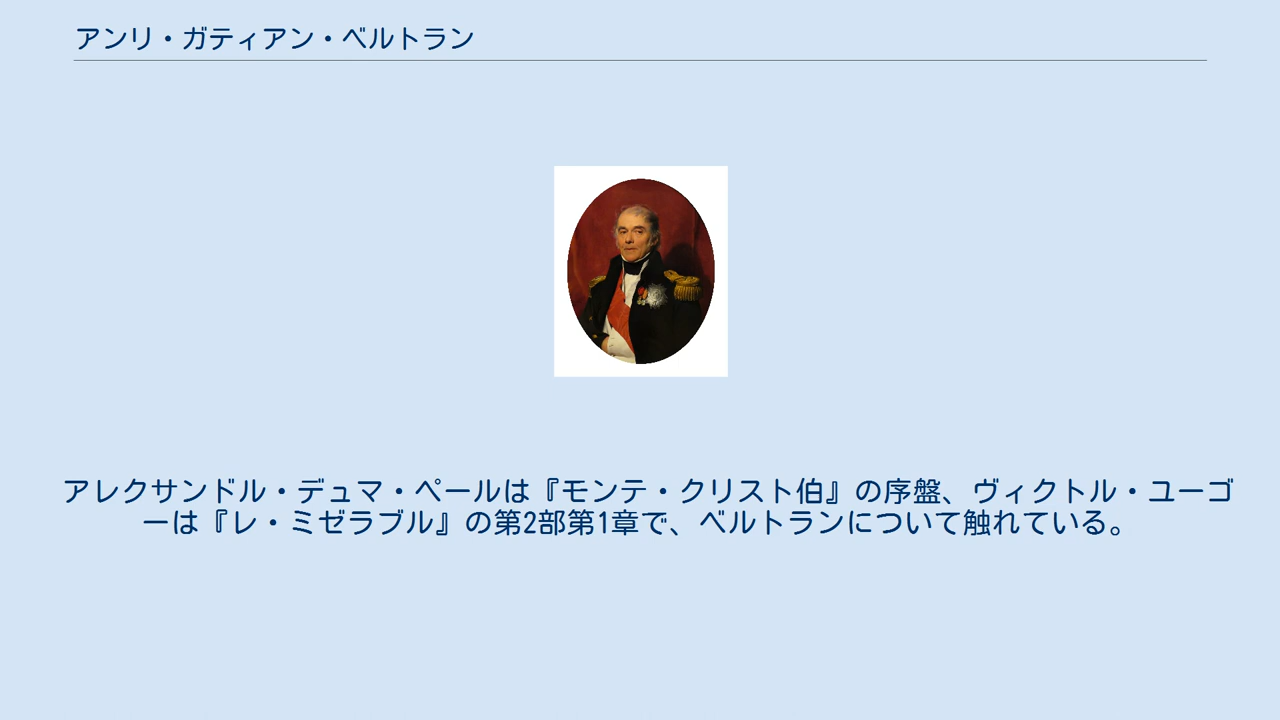 アンリ・ガティアン・ベルトラン
アレクサンドル・デュマ・ペールは『モンテ・クリスト伯』の序盤、ヴィクトル・ユーゴ
ーは『レ・ミゼラブル』の第2部第1章で、ベルトランについて触れている。